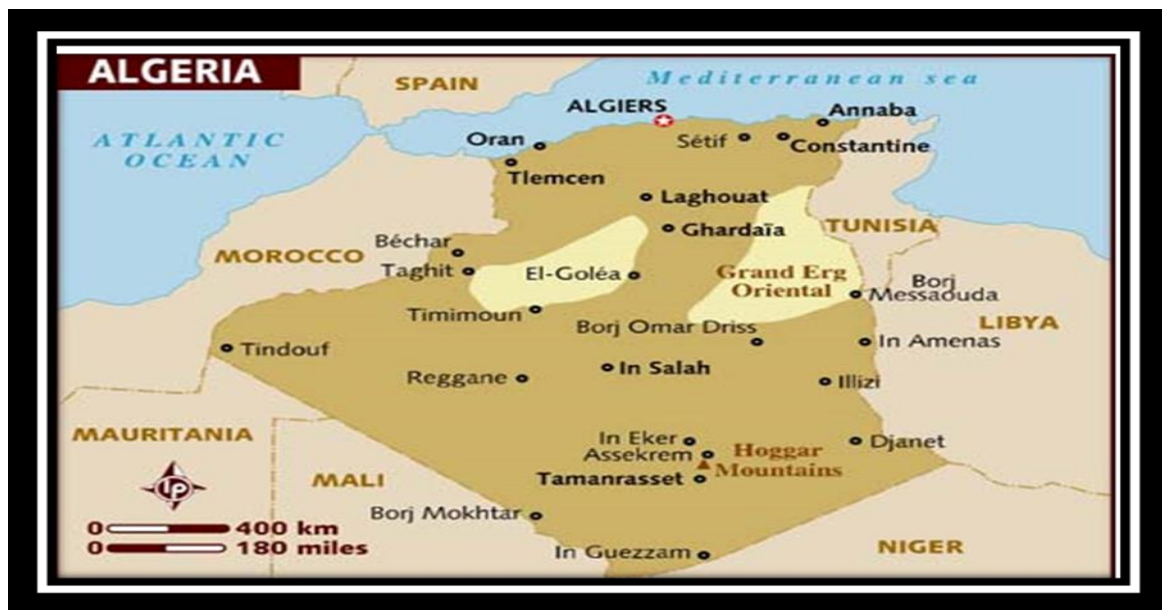 ALGERIA
SPAIN
Mediterranean sea
ATLANTIC
OCEAN
ALGIERS
Annaba
Oran
Sétif
Constantine
Tlemcen
Laghouat
Ghardaïa
TUNISIA
MOROCCO
Béchar
Taghit
El-Goléa
Grand Erg
Oriental
Borj
Messaouda
Timimoun
Borj Omar Driss
LIBYA
Tindouf
In Amenas
In Salah
Reggane
Illizi
MAURITANIA
In Eker
Assekrem
Hoggar
Mountains
Djanet
MALI
Tamanrasset
LP
Borj Mokhtar
0 400 km
0 180 miles
In Guezzam
NIGER